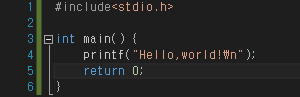 1 #include<stdio.h>
2
3 int main() {
4 printf("Hello,world!₩n");
5 return 0;
6 }